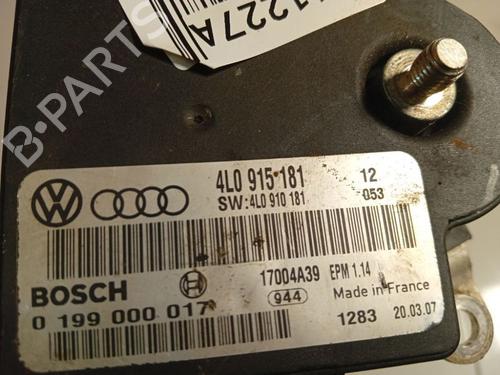 1227A
B-PARTS
4L0 915 181 12
SW:4L0 910 181 053
BOSCH 17004A39 EPM 1.14
0 199 000 017 944 Made in France
1283 20.03.07